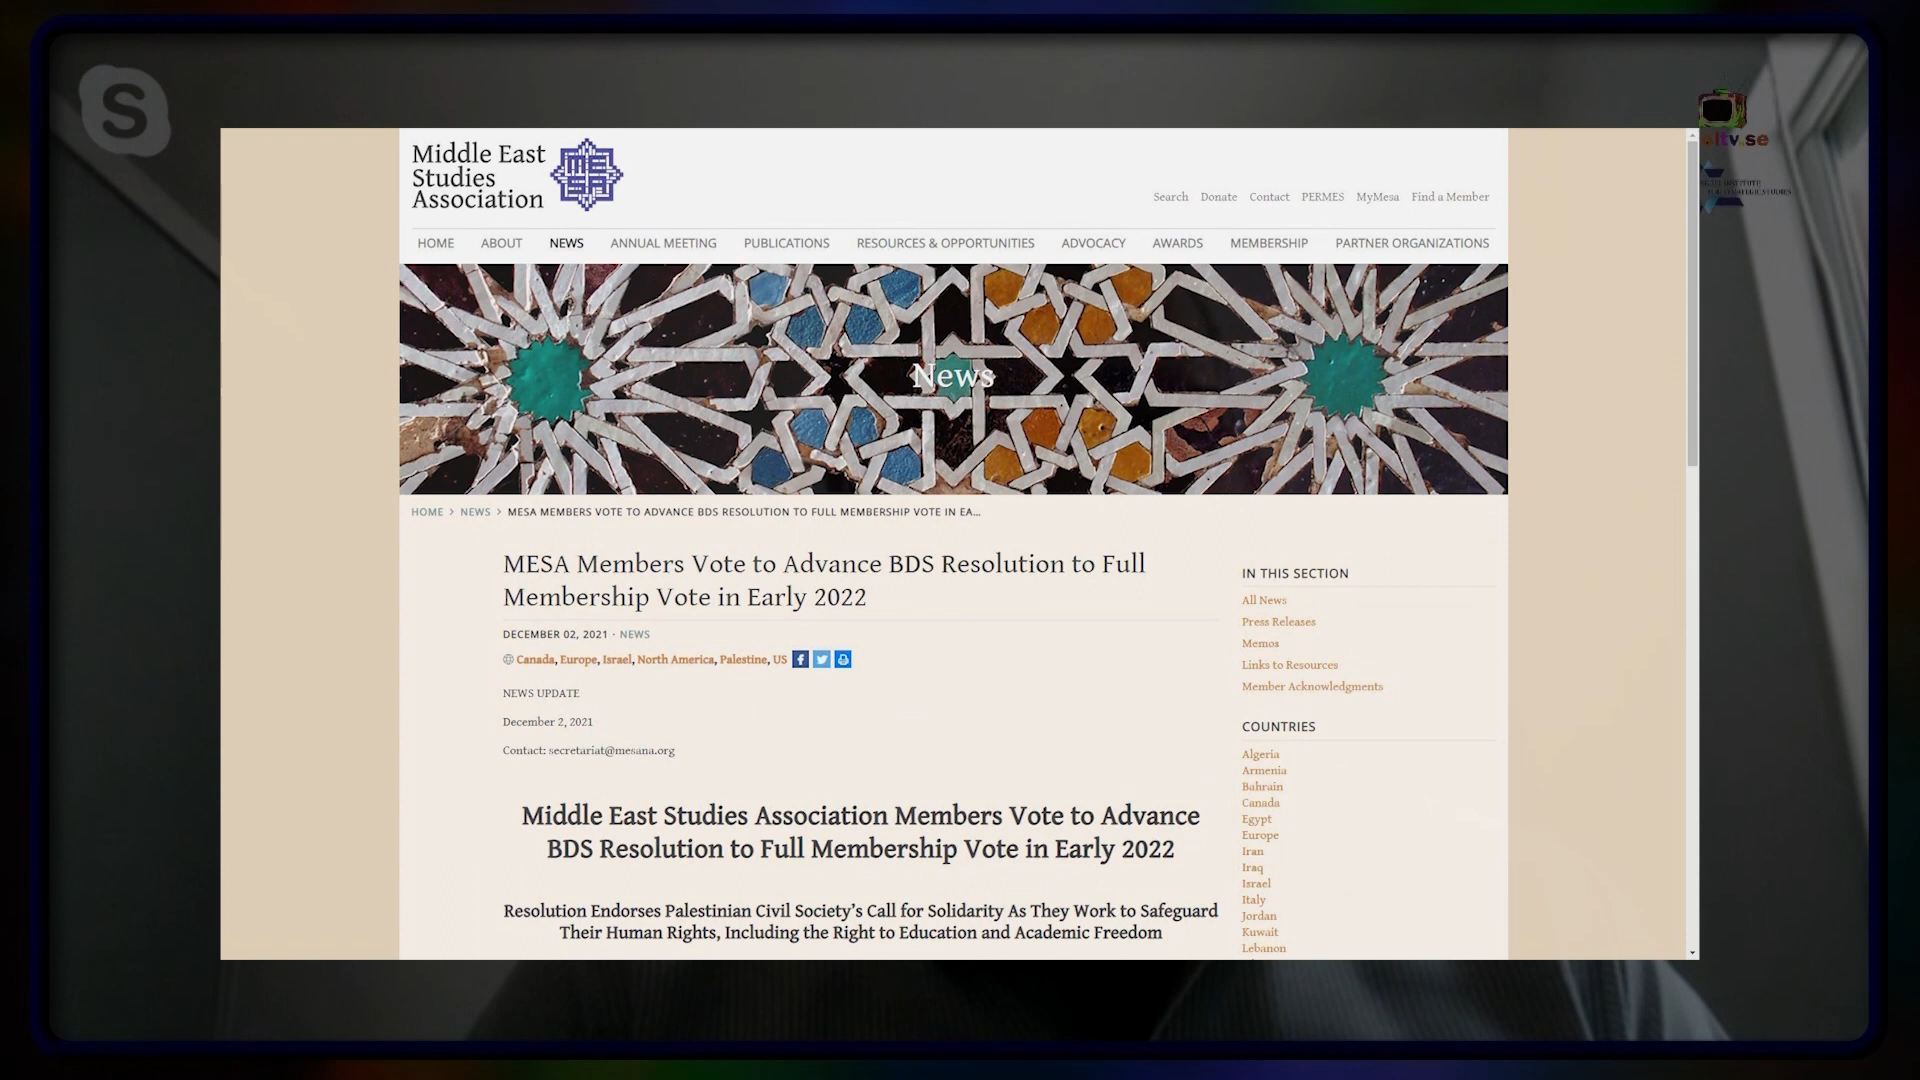 S
Middle East
Studies
Association
Search Donate Contact PERMES MyMesa Find a Member
HOME ABOUT NEWS ANNUAL MEETING PUBLICATIONS RESOURCES & OPPORTUNITIES ADVOCACY AWARDS MEMBERSHIP PARTNER ORGANIZATIONS
News
HOME > NEWS > MESA MEMBERS VOTE TO ADVANCE BDS RESOLUTION TO FULL MEMBERSHIP VOTE IN EA...
MESA Members Vote to Advance BDS Resolution to Full
Membership Vote in Early 2022
DECEMBER 02, 2021 · NEWS
Canada, Europe, Israel, North America, Palestine, US
NEWS UPDATE
December 2, 2021
Contact: secretariat@mesana.org
Middle East Studies Association Members Vote to Advance
BDS Resolution to Full Membership Vote in Early 2022
Resolution Endorses Palestinian Civil Society's Call for Solidarity As They Work to Safeguard
Their Human Rights, Including the Right to Education and Academic Freedom
IN THIS SECTION
All News
Press Releases
Memos
Links to Resources
Member Acknowledgments
COUNTRIES
Algeria
Armenia
Bahrain
Canada
Egypt
Europe
Iran
Iraq
Israel
Italy
Jordan
Kuwait
Lebanon